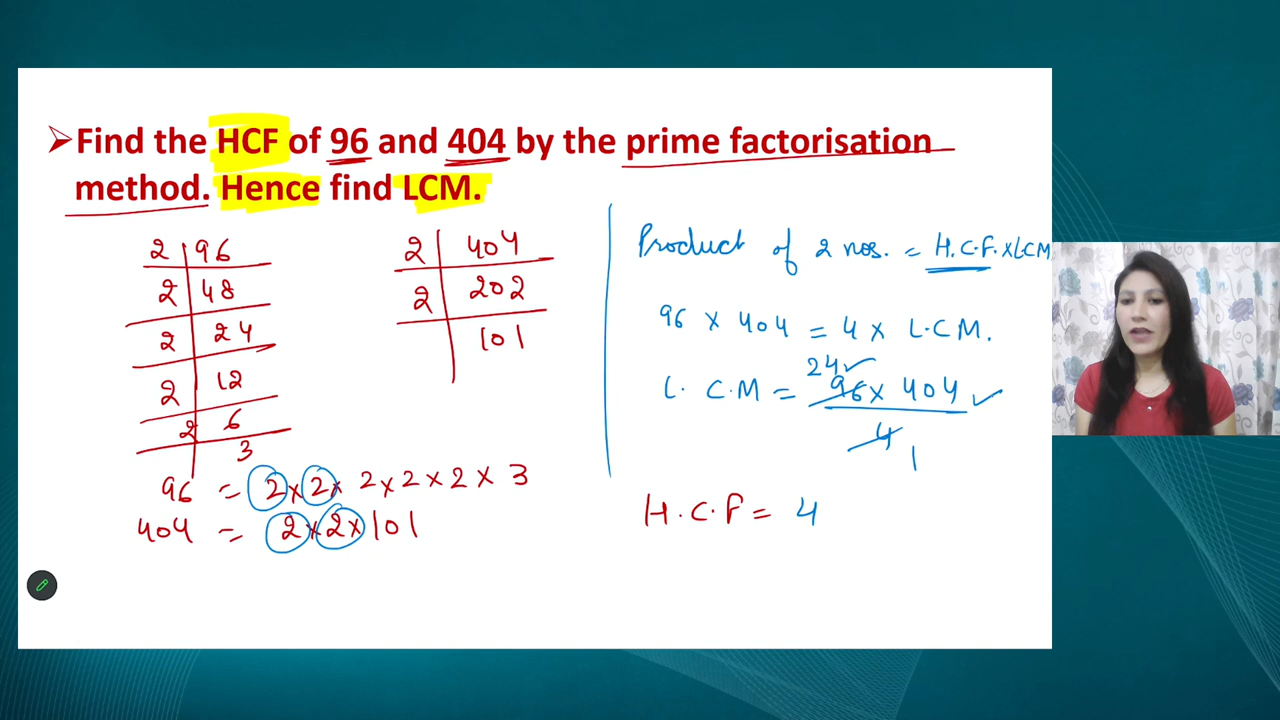 ➢Find the HCF of 96 and 404 by the prime factorisation
method. Hence find LCM.
2 | 96
2 | 48
2 | 24
2 | 12
2 | 6
3
2 | 404
2 | 202
101
96 = 2×2×2×2×2×3
404 = 2×2×101
Product of 2 nos. = H.C.F.×LCM
96 × 404 = 4 × L.C.M.
24✓
L.C.M = 96× 404 ✓
4
1
H.C.F = 4